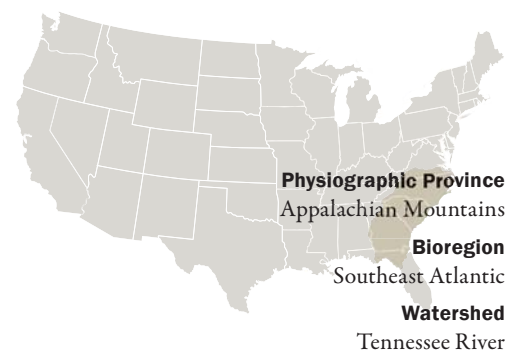 Physiographic Province
Appalachian Mountains
Bioregion
Southeast Atlantic
Watershed
Tennessee River